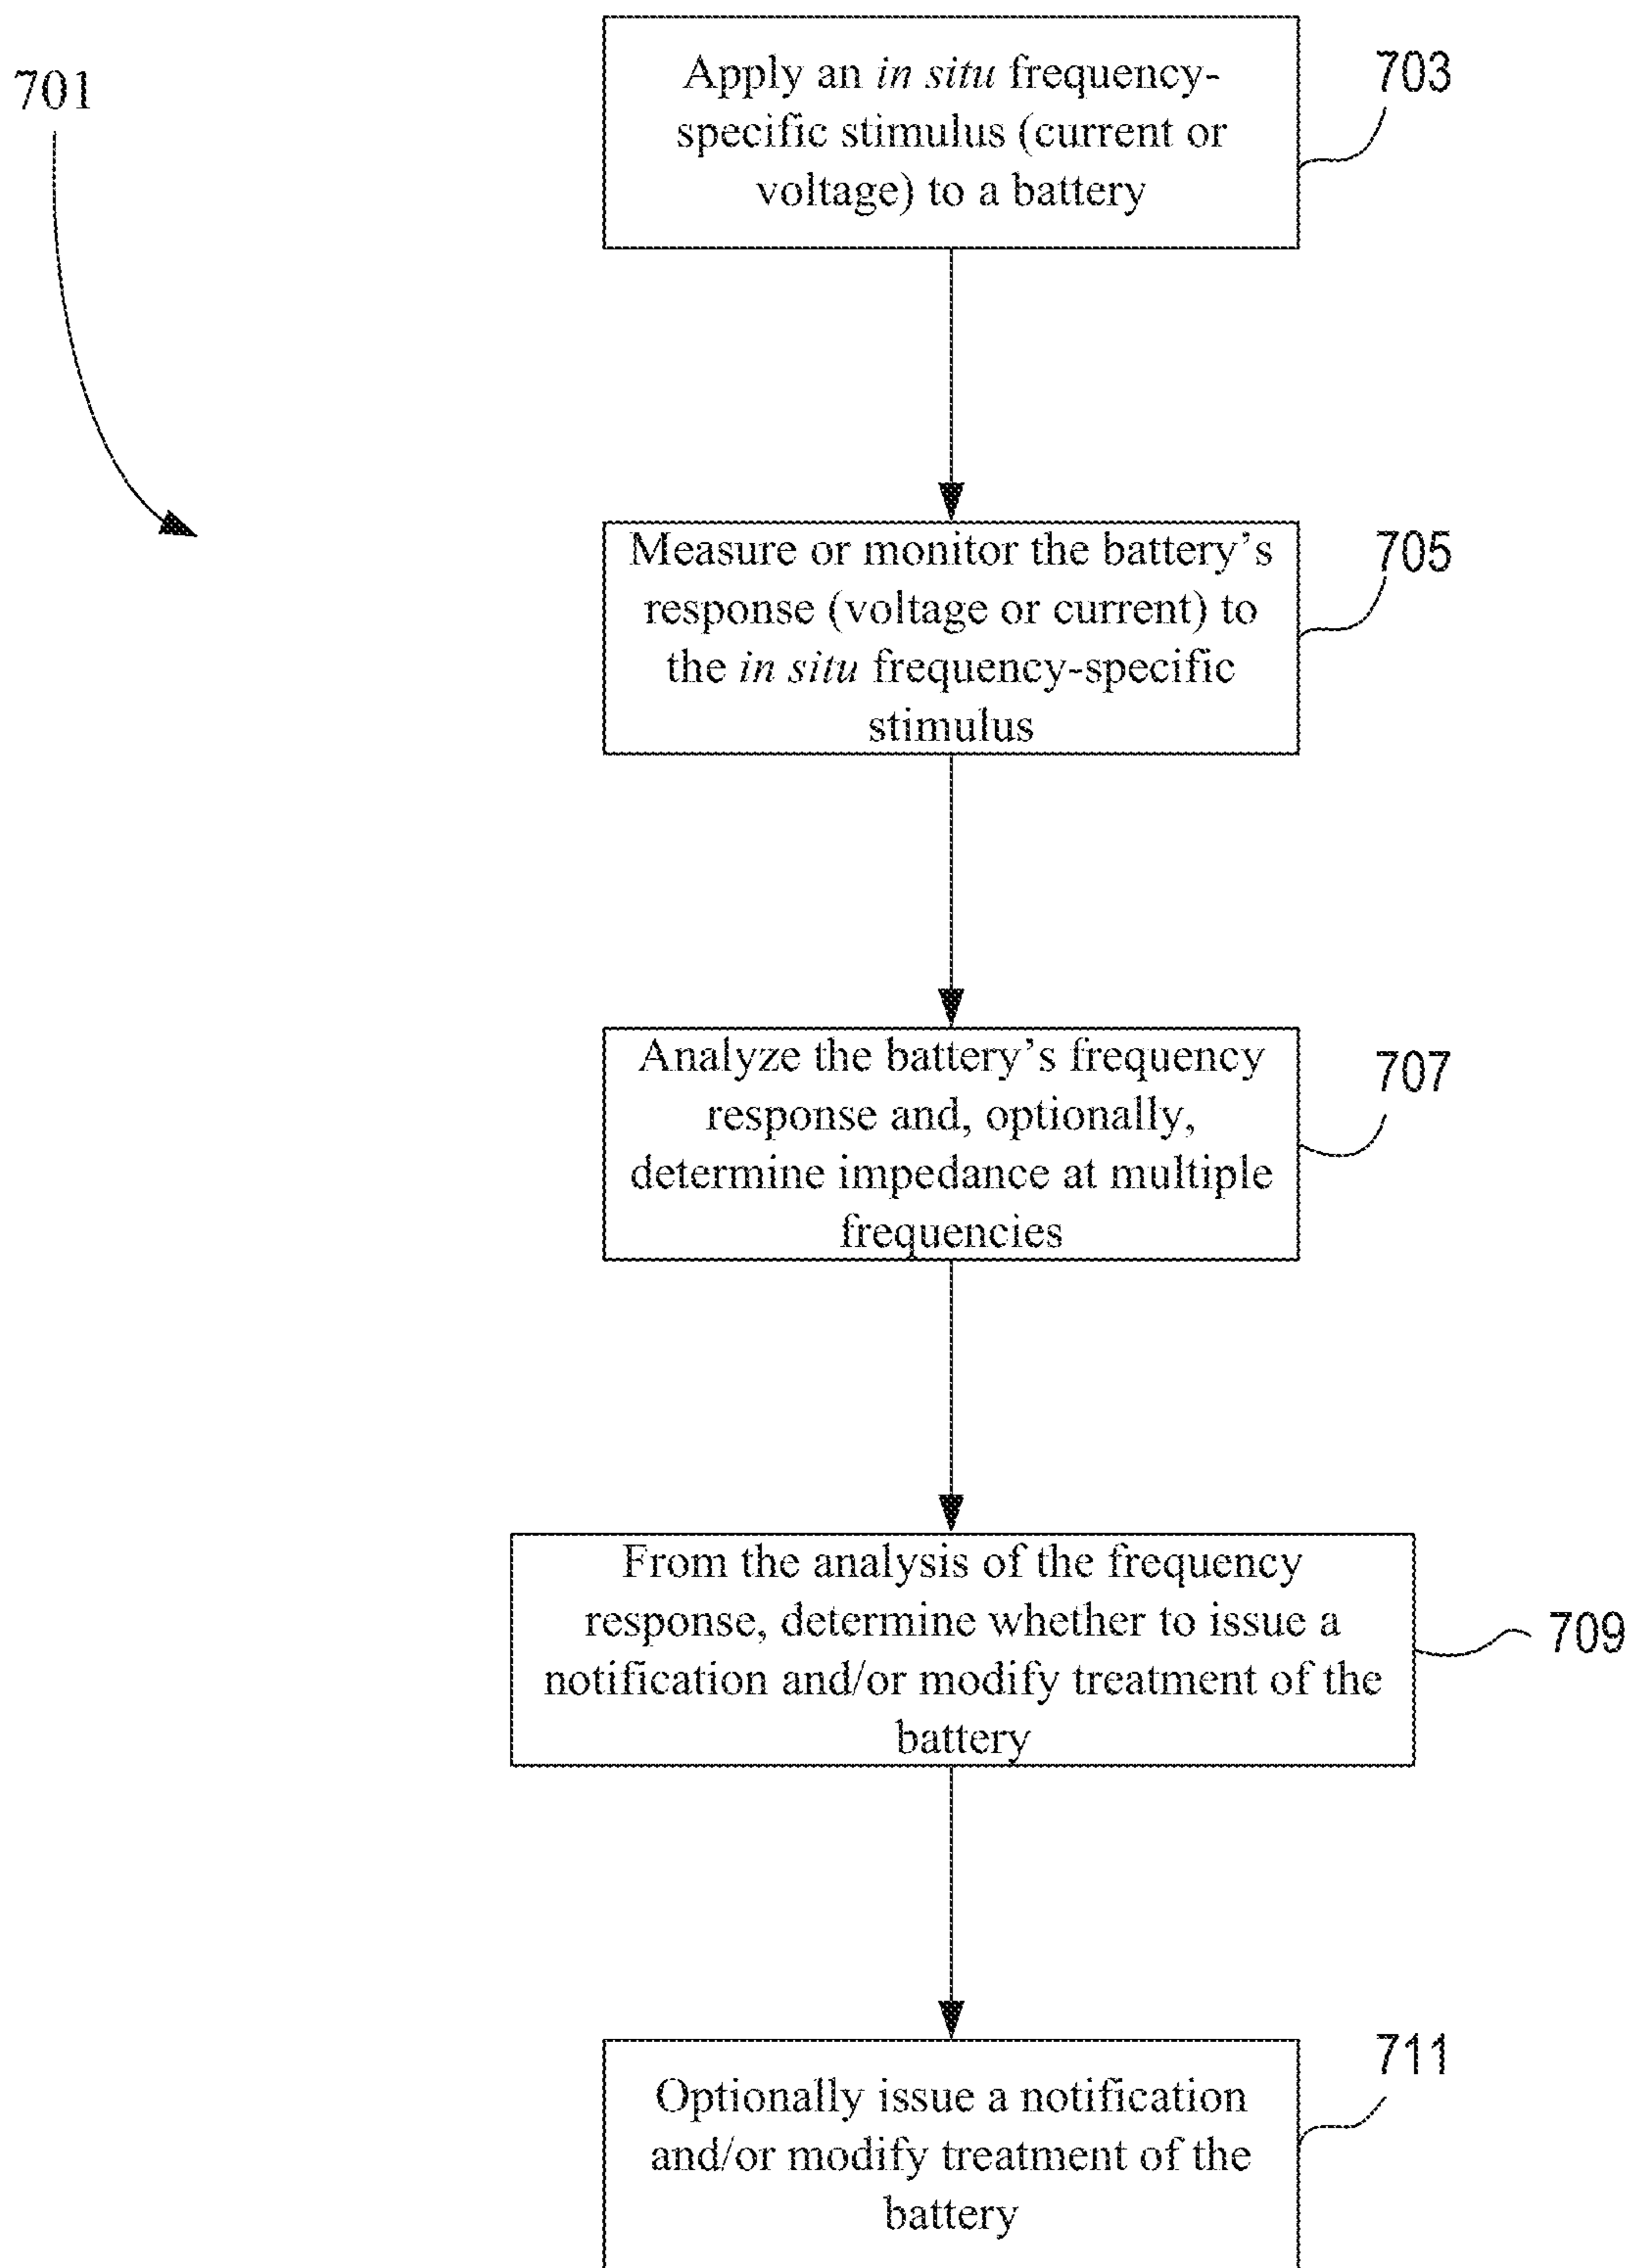 701
Apply an in situ frequency-
specific stimulus (current or
voltage) to a battery
703
Measure or monitor the battery’s
response (voltage or current) to
the in situ frequency-specific
stimulus
705
Analyze the battery’s frequency
response and, optionally,
determine impedance at multiple
frequencies
707
From the analysis of the frequency
response, determine whether to issue a
notification and/or modify treatment of the
battery
709
Optionally issue a notification
and/or modify treatment of the
battery
711